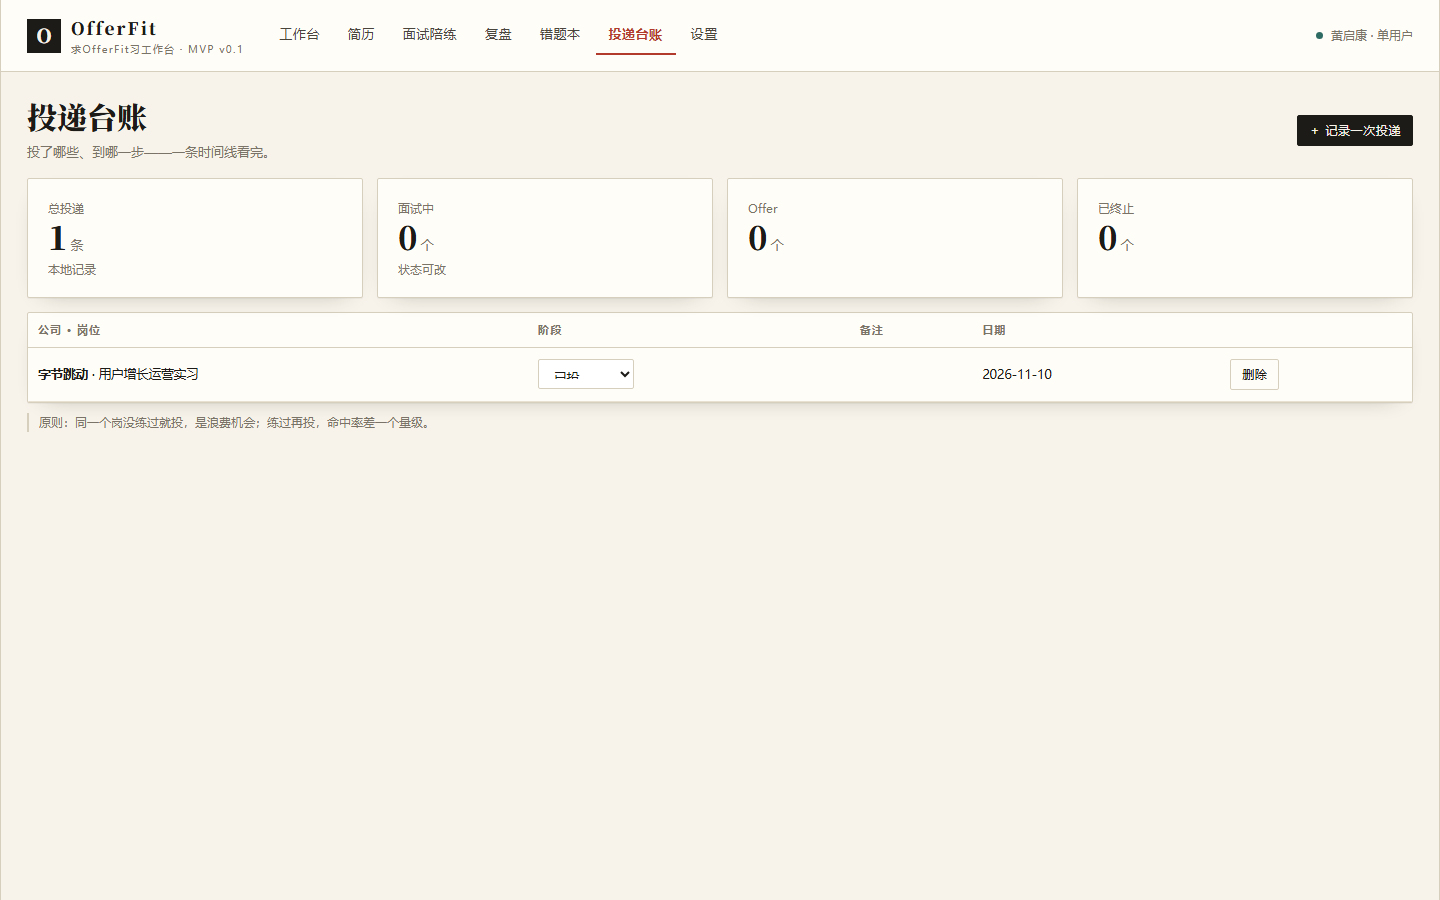 O
OfferFit
求OfferFit习工作台 · MVP v0.1
工作台 简历 面试陪练 复盘 错题本 投递台账 设置
黄启康 · 单用户
投递台账
投了哪些、到哪一步——一条时间线看完。
+ 记录一次投递
总投递
1 条
本地记录
面试中
0 个
状态可改
Offer
0 个
已终止
0 个
公司 · 岗位 阶段 备注 日期
字节跳动 · 用户增长运营实习 已投 2026-11-10 删除
原则：同一个岗没练过就投，是浪费机会；练过再投，命中率差一个量级。